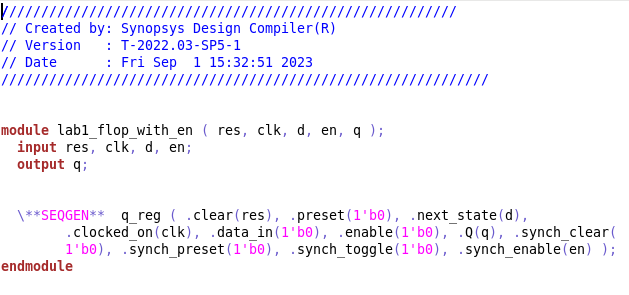 ////////////////////////////////////////////////////////////
// Created by: Synopsys Design Compiler(R)
// Version   : T-2022.03-SP5-1
// Date      : Fri Sep  1 15:32:51 2023
////////////////////////////////////////////////////////////
module lab1_flop_with_en ( res, clk, d, en, q );
  input res, clk, d, en;
  output q;
  \**SEQGEN**  q_reg ( .clear(res), .preset(1'b0), .next_state(d),
        .clocked_on(clk), .data_in(1'b0), .enable(1'b0), .Q(q), .synch_clear(
        1'b0), .synch_preset(1'b0), .synch_toggle(1'b0), .synch_enable(en) );
endmodule